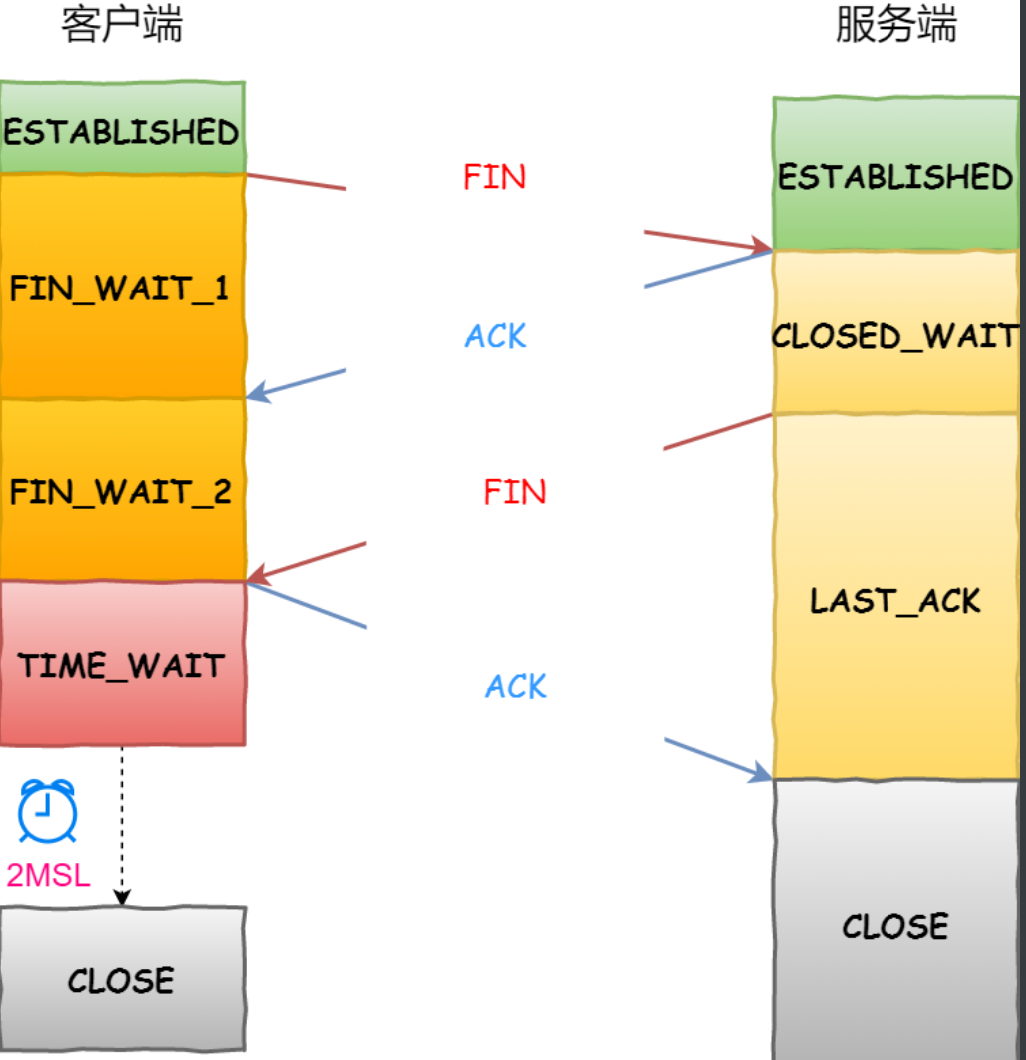 客户端
服务端
ESTABLISHED
FIN
ESTABLISHED
FIN_WAIT_1
ACK
CLOSED_WAIT
FIN_WAIT_2
FIN
LAST_ACK
TIME_WAIT
ACK
2MSL
CLOSE
CLOSE